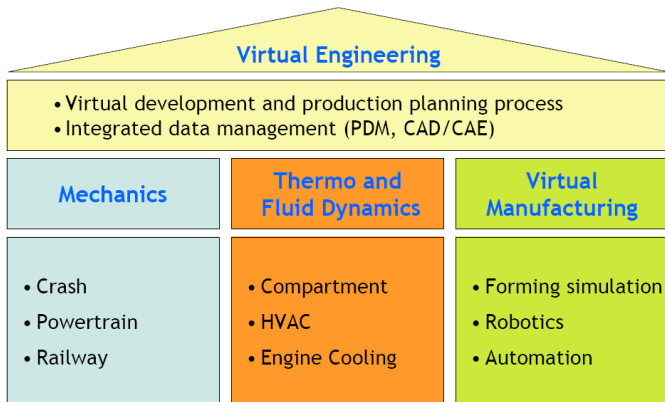 Virtual Engineering
• Virtual development and production planning process
• Integrated data management (PDM, CAD/CAE)
Mechanics
Thermo and
Fluid Dynamics
Virtual
Manufacturing
• Crash
• Powertrain
• Railway
• Compartment
• HVAC
• Engine Cooling
• Forming simulation
• Robotics
• Automation